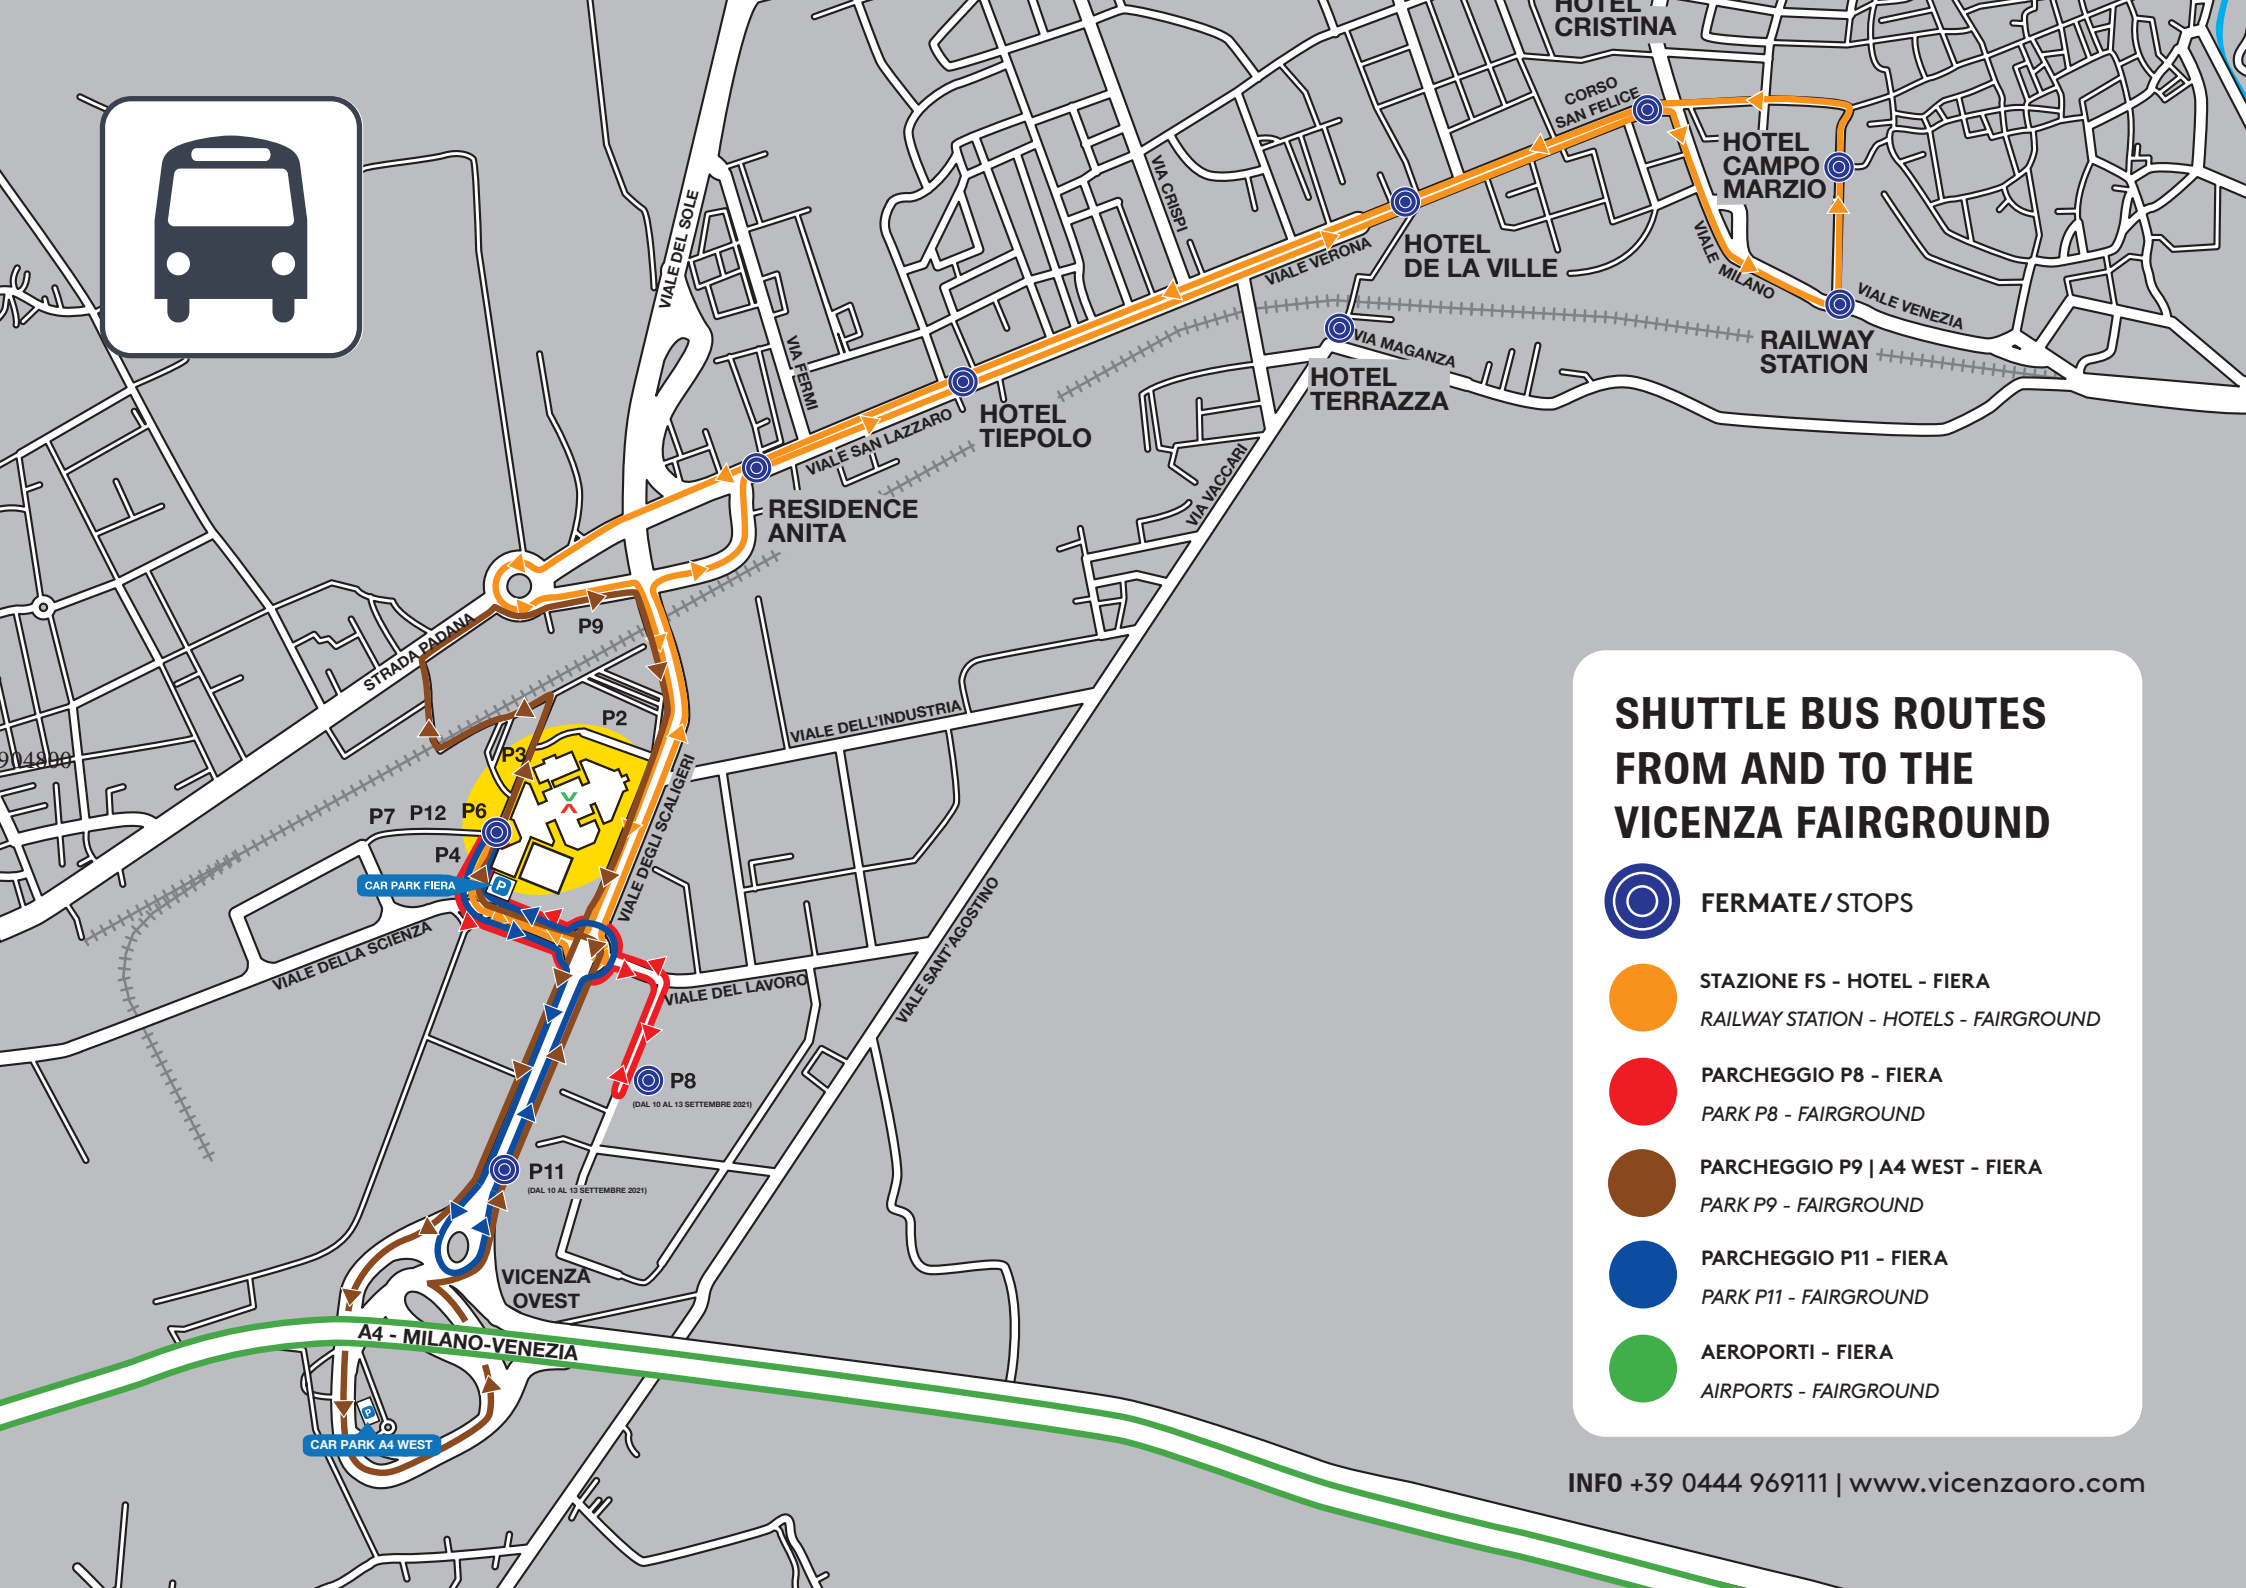 HOTEL
CRISTINA
CORSO
SAN FELICE
HOTEL
CAMPO
MARZIO
VIA CRISPI
VIALE DEL SOLE
HOTEL
DE LA VILLE
VIALE VERONA
VIALE MILANO
VIALE VENEZIA
RAILWAY
STATION
VIA MAGANZA
HOTEL
TERRAZZA
VIA FERMI
HOTEL
TIEPOLO
VIALE SAN LAZZARO
VIA VACCARI
RESIDENCE
ANITA
STRADA PADANA
P9
P2
P3
VIALE DELL'INDUSTRIA
904800
P7
P12
P6
P4
CAR PARK FIERA
P
VIALE DEGLI SCALIGERI
VIALE DELLA SCIENZA
VIALE DEL LAVORO
VIALE SANT'AGOSTINO
P8
(DAL 10 AL 13 SETTEMBRE 2021)
P11
(DAL 10 AL 13 SETTEMBRE 2021)
VICENZA
OVEST
A4 - MILANO-VENEZIA
P
CAR PARK A4 WEST
SHUTTLE BUS ROUTES
FROM AND TO THE
VICENZA FAIRGROUND
FERMATE/STOPS
STAZIONE FS - HOTEL - FIERA
RAILWAY STATION - HOTELS - FAIRGROUND
PARCHEGGIO P8 - FIERA
PARK P8 - FAIRGROUND
PARCHEGGIO P9 | A4 WEST - FIERA
PARK P9 - FAIRGROUND
PARCHEGGIO P11 - FIERA
PARK P11 - FAIRGROUND
AEROPORTI - FIERA
AIRPORTS - FAIRGROUND
INFO +39 0444 969111 | www.vicenzaoro.com